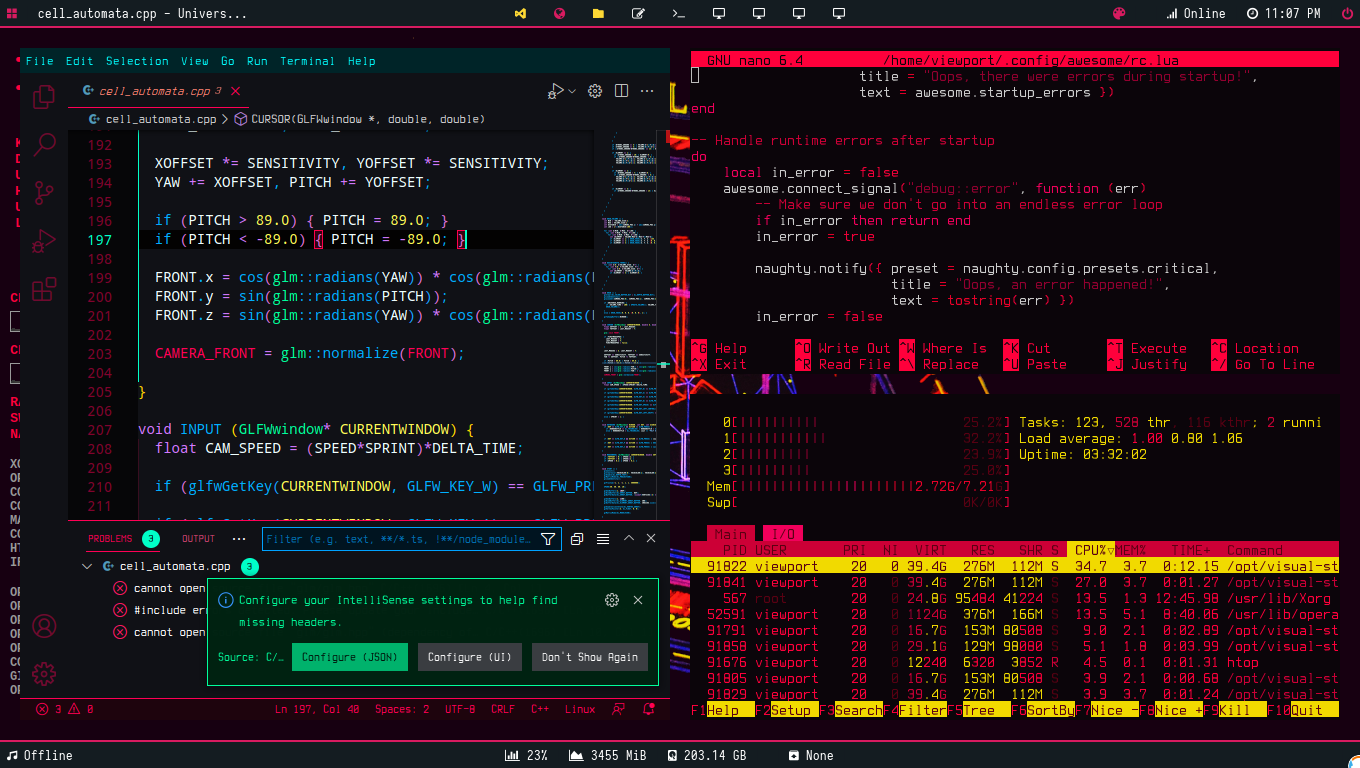 cell_automata.cpp - Univers...
Online
11:07 PM
File Edit Selection View Go Run Terminal Help
cell_automata.cpp 3
cell_automata.cpp > CURSOR(GLFWwindow *, double, double)
192
193 XOFFSET *= SENSITIVITY, YOFFSET *= SENSITIVITY;
194 YAW += XOFFSET, PITCH += YOFFSET;
195
196 if (PITCH > 89.0) { PITCH = 89.0; }
197 if (PITCH < -89.0) { PITCH = -89.0; }
198
199 FRONT.x = cos(glm::radians(YAW)) * cos(glm::radians(
200 FRONT.y = sin(glm::radians(PITCH));
201 FRONT.z = sin(glm::radians(YAW)) * cos(glm::radians(
202
203 CAMERA_FRONT = glm::normalize(FRONT);
204
205 }
206
207 void INPUT (GLFWwindow* CURRENTWINDOW) {
208 float CAM_SPEED = (SPEED*SPRINT)*DELTA_TIME;
209
210 if (glfwGetKey(CURRENTWINDOW, GLFW_KEY_W) == GLFW_PRE
211
PROBLEMS 3 OUTPUT ...
Filter (e.g. text, **/*.ts, !**/node_module…
cell_automata.cpp 3
cannot open
#include err
cannot open
Configure your IntelliSense settings to help find
missing headers.
Source: C/… Configure (JSON) Configure (UI) Don't Show Again
3 0 Ln 197, Col 40 Spaces: 2 UTF-8 CRLF C++ Linux
GNU nano 6.4 /home/viewport/.config/awesome/rc.lua
title = "Oops, there were errors during startup!",
text = awesome.startup_errors })
end
-- Handle runtime errors after startup
do
local in_error = false
awesome.connect_signal("debug::error", function (err)
-- Make sure we don't go into an endless error loop
if in_error then return end
in_error = true
naughty.notify({ preset = naughty.config.presets.critical,
title = "Oops, an error happened!",
text = tostring(err) })
in_error = false
^G Help ^O Write Out ^W Where Is ^K Cut ^T Execute ^C Location
^X Exit ^R Read File ^\ Replace ^U Paste ^J Justify ^/ Go To Line
0[|||||||||| 25.2%] Tasks: 123, 528 thr, 116 kthr; 2 runni
1[||||||||||| 32.2%] Load average: 1.00 0.80 1.06
2[|||||||||| 23.9%] Uptime: 03:32:02
3[|||||||||| 25.0%]
Mem[||||||||||||||||||||||2.72G/7.21G]
Swp[ 0K/0K]
Main I/O
PID USER PRI NI VIRT RES SHR S CPU%▽MEM% TIME+ Command
91822 viewport 20 0 39.4G 276M 112M S 34.7 3.7 0:12.15 /opt/visual-st
91841 viewport 20 0 39.4G 276M 112M S 27.0 3.7 0:01.27 /opt/visual-st
567 root 20 0 24.8G 95484 41224 S 13.5 1.3 12:45.98 /usr/lib/Xorg
52591 viewport 20 0 1124G 376M 166M S 13.5 5.1 8:40.06 /usr/lib/opera
91791 viewport 20 0 16.7G 153M 80508 S 9.0 2.1 0:02.89 /opt/visual-st
91858 viewport 20 0 29.1G 129M 98080 S 5.1 1.8 0:03.99 /opt/visual-st
91676 viewport 20 0 12240 6320 3852 R 4.5 0.1 0:01.31 htop
91805 viewport 20 0 16.7G 153M 80508 S 3.9 2.1 0:00.68 /opt/visual-st
91829 viewport 20 0 39.4G 276M 112M S 3.9 3.7 0:01.24 /opt/visual-st
F1Help F2Setup F3SearchF4FilterF5Tree F6SortByF7Nice -F8Nice +F9Kill F10Quit
Offline
23%
3455 MiB
203.14 GB
None